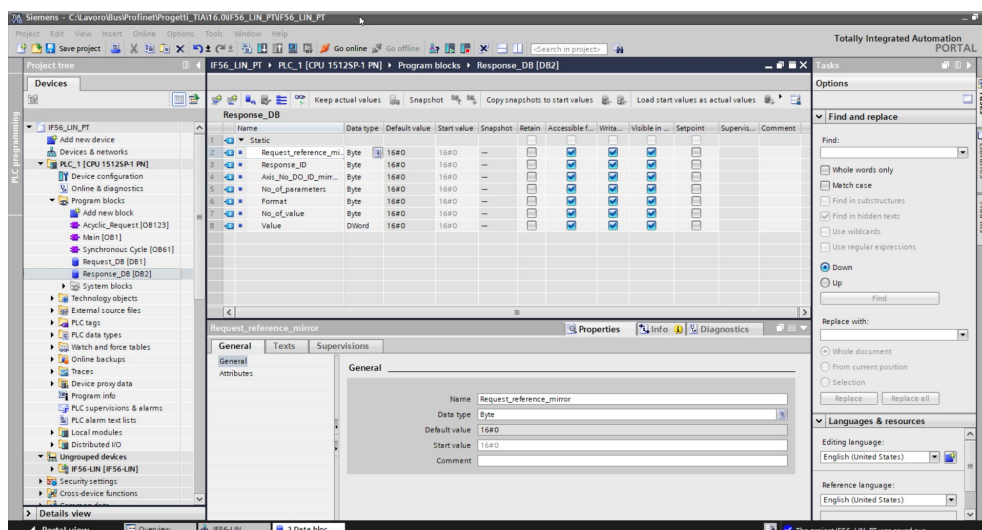 Siemens - C:\Lavoro\Bus\Profinet\Progetti_TIA\16.0\IF56_LIN_PT\IF56_LIN_PT
Project Edit View Insert Online Options Tools Window Help
Totally Integrated Automation
PORTAL
Save project Go online Go offline <Search in project>
Project tree
IF56_LIN_PT PLC_1 [CPU 1512SP-1 PN] Program blocks Response_DB [DB2]
Tasks
Devices
Options
Keep actual values Snapshot Copy snapshots to start values Load start values as actual values
PLC programming
Response_DB
Name Data type Default value Start value Snapshot Retain Accessible f... Writa... Visible in ... Setpoint Supervis... Comment
1 Static
2 Request_reference_mi... Byte 16#0 16#0 —
3 Response_ID Byte 16#0 16#0 —
4 Axis_No_DO_ID_mirr... Byte 16#0 16#0 —
5 No_of_parameters Byte 16#0 16#0 —
6 Format Byte 16#0 16#0 —
7 No_of_value Byte 16#0 16#0 —
8 Value DWord 16#0 16#0 —
IF56_LIN_PT
Add new device
Devices & networks
PLC_1 [CPU 1512SP-1 PN]
Device configuration
Online & diagnostics
Program blocks
Add new block
Acyclic_Request [OB123]
Main [OB1]
Synchronous Cycle [OB61]
Request_DB [DB1]
Response_DB [DB2]
System blocks
Technology objects
External source files
PLC tags
PLC data types
Watch and force tables
Online backups
Traces
Device proxy data
Program info
PLC supervisions & alarms
PLC alarm text lists
Local modules
Distributed I/O
Ungrouped devices
IF56-LIN [IF56-LIN]
Security settings
Cross-device functions
Details view
Request_reference_mirror
Properties Info Diagnostics
General Texts Supervisions
General
Attributes
General
Name Request_reference_mirror
Data type Byte
Default value 16#0
Start value 16#0
Comment
Find and replace
Find:
Whole words only
Match case
Find in substructures
Find in hidden texts
Use wildcards
Use regular expressions
Down
Up
Find
Replace with:
Whole document
From current position
Selection
Replace Replace all
Languages & resources
Editing language:
English (United States)
Reference language:
English (United States)
Portal view Overview IF56-LIN